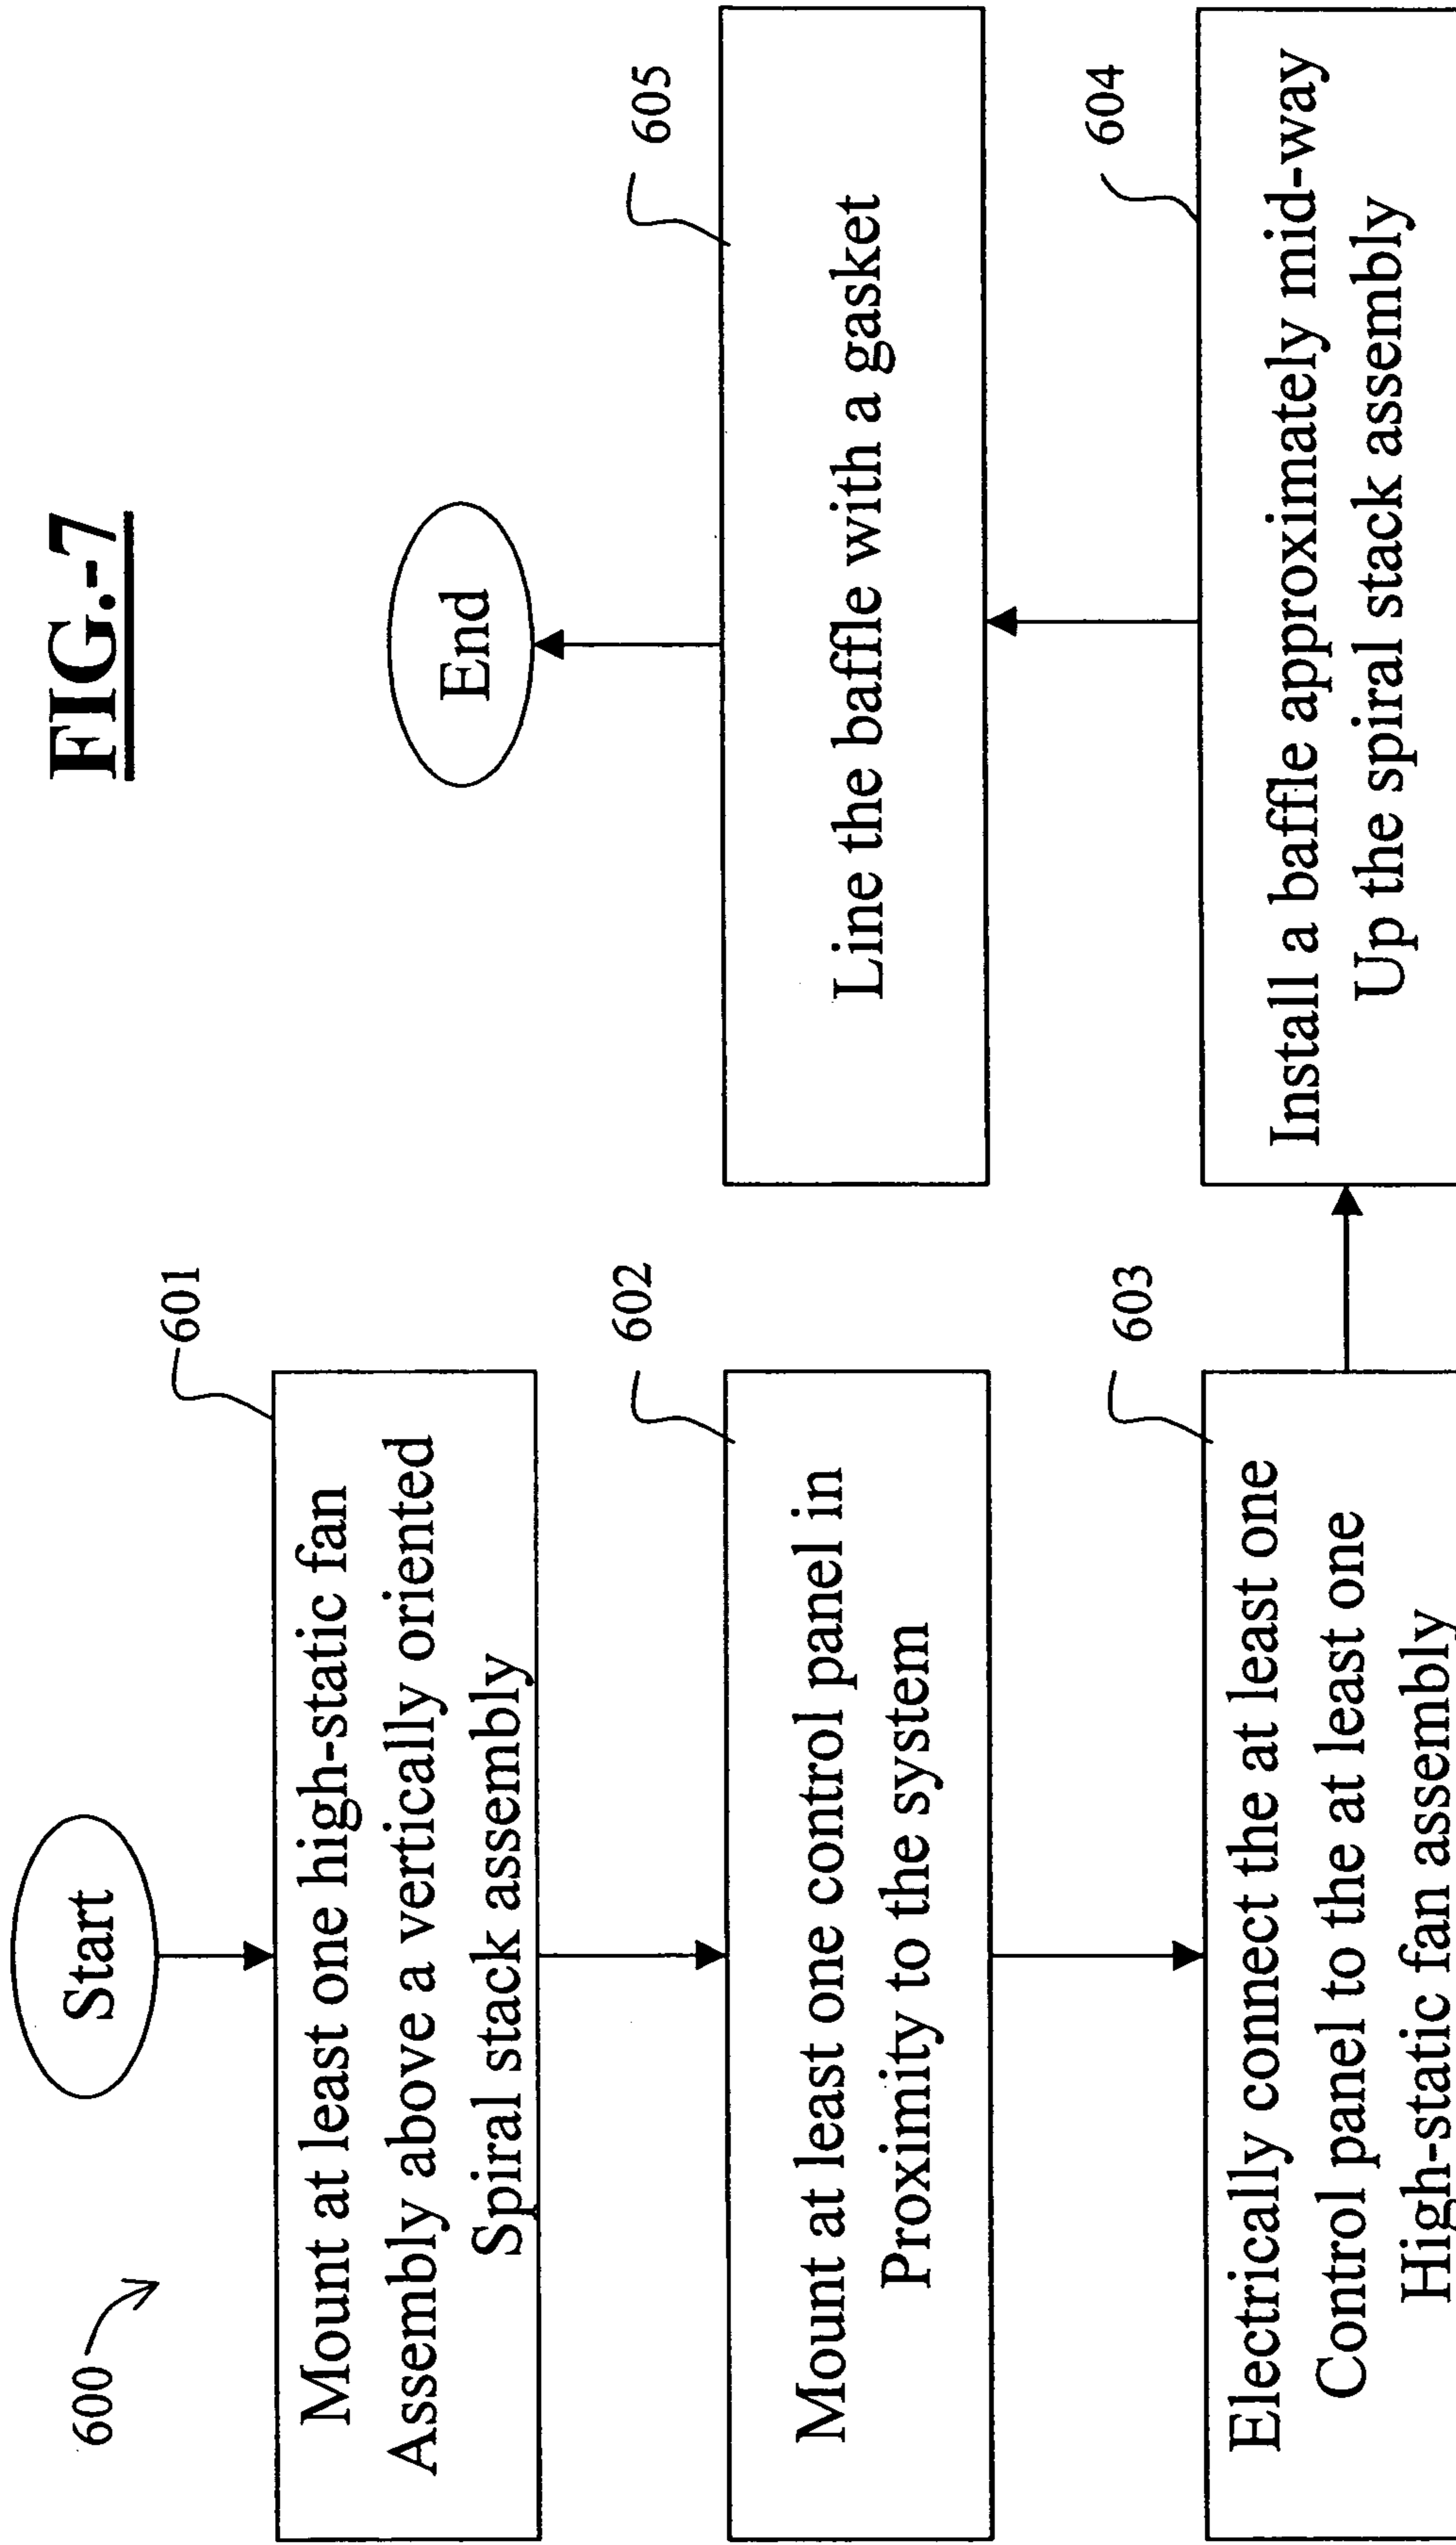 FIG.-7
600
Start
601
Mount at least one high-static fan
Assembly above a vertically oriented
Spiral stack assembly
602
Mount at least one control panel in
Proximity to the system
603
Electrically connect the at least one
Control panel to the at least one
High-static fan assembly
604
Install a baffle approximately mid-way
Up the spiral stack assembly
605
Line the baffle with a gasket
End